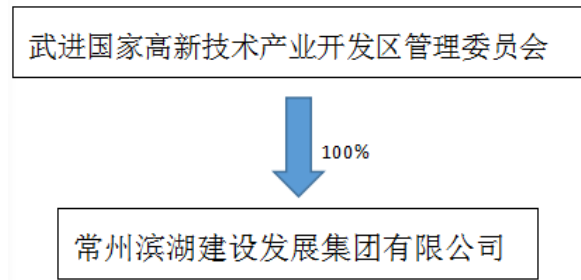 武进国家高新技术产业开发区管理委员会
100%
常州滨湖建设发展集团有限公司